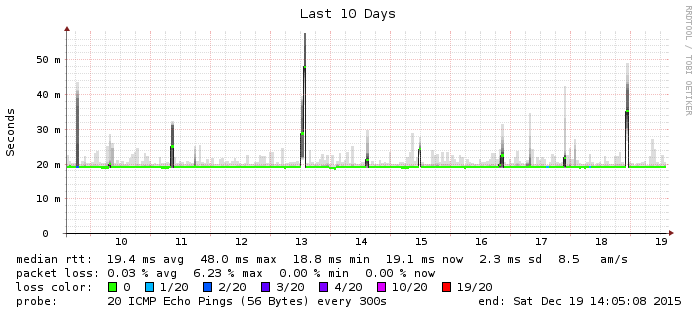 Last 10 Days
RRDTOOL / TOBI OETIKER
Seconds
50 m
40 m
30 m
20 m
10 m
0
10 11 12 13 14 15 16 17 18 19
median rtt: 19.4 ms avg 48.0 ms max 18.8 ms min 19.1 ms now 2.3 ms sd 8.5 am/s
packet loss: 0.03 % avg 6.23 % max 0.00 % min 0.00 % now
loss color: 0 1/20 2/20 3/20 4/20 10/20 19/20
probe: 20 ICMP Echo Pings (56 Bytes) every 300s end: Sat Dec 19 14:05:08 2015